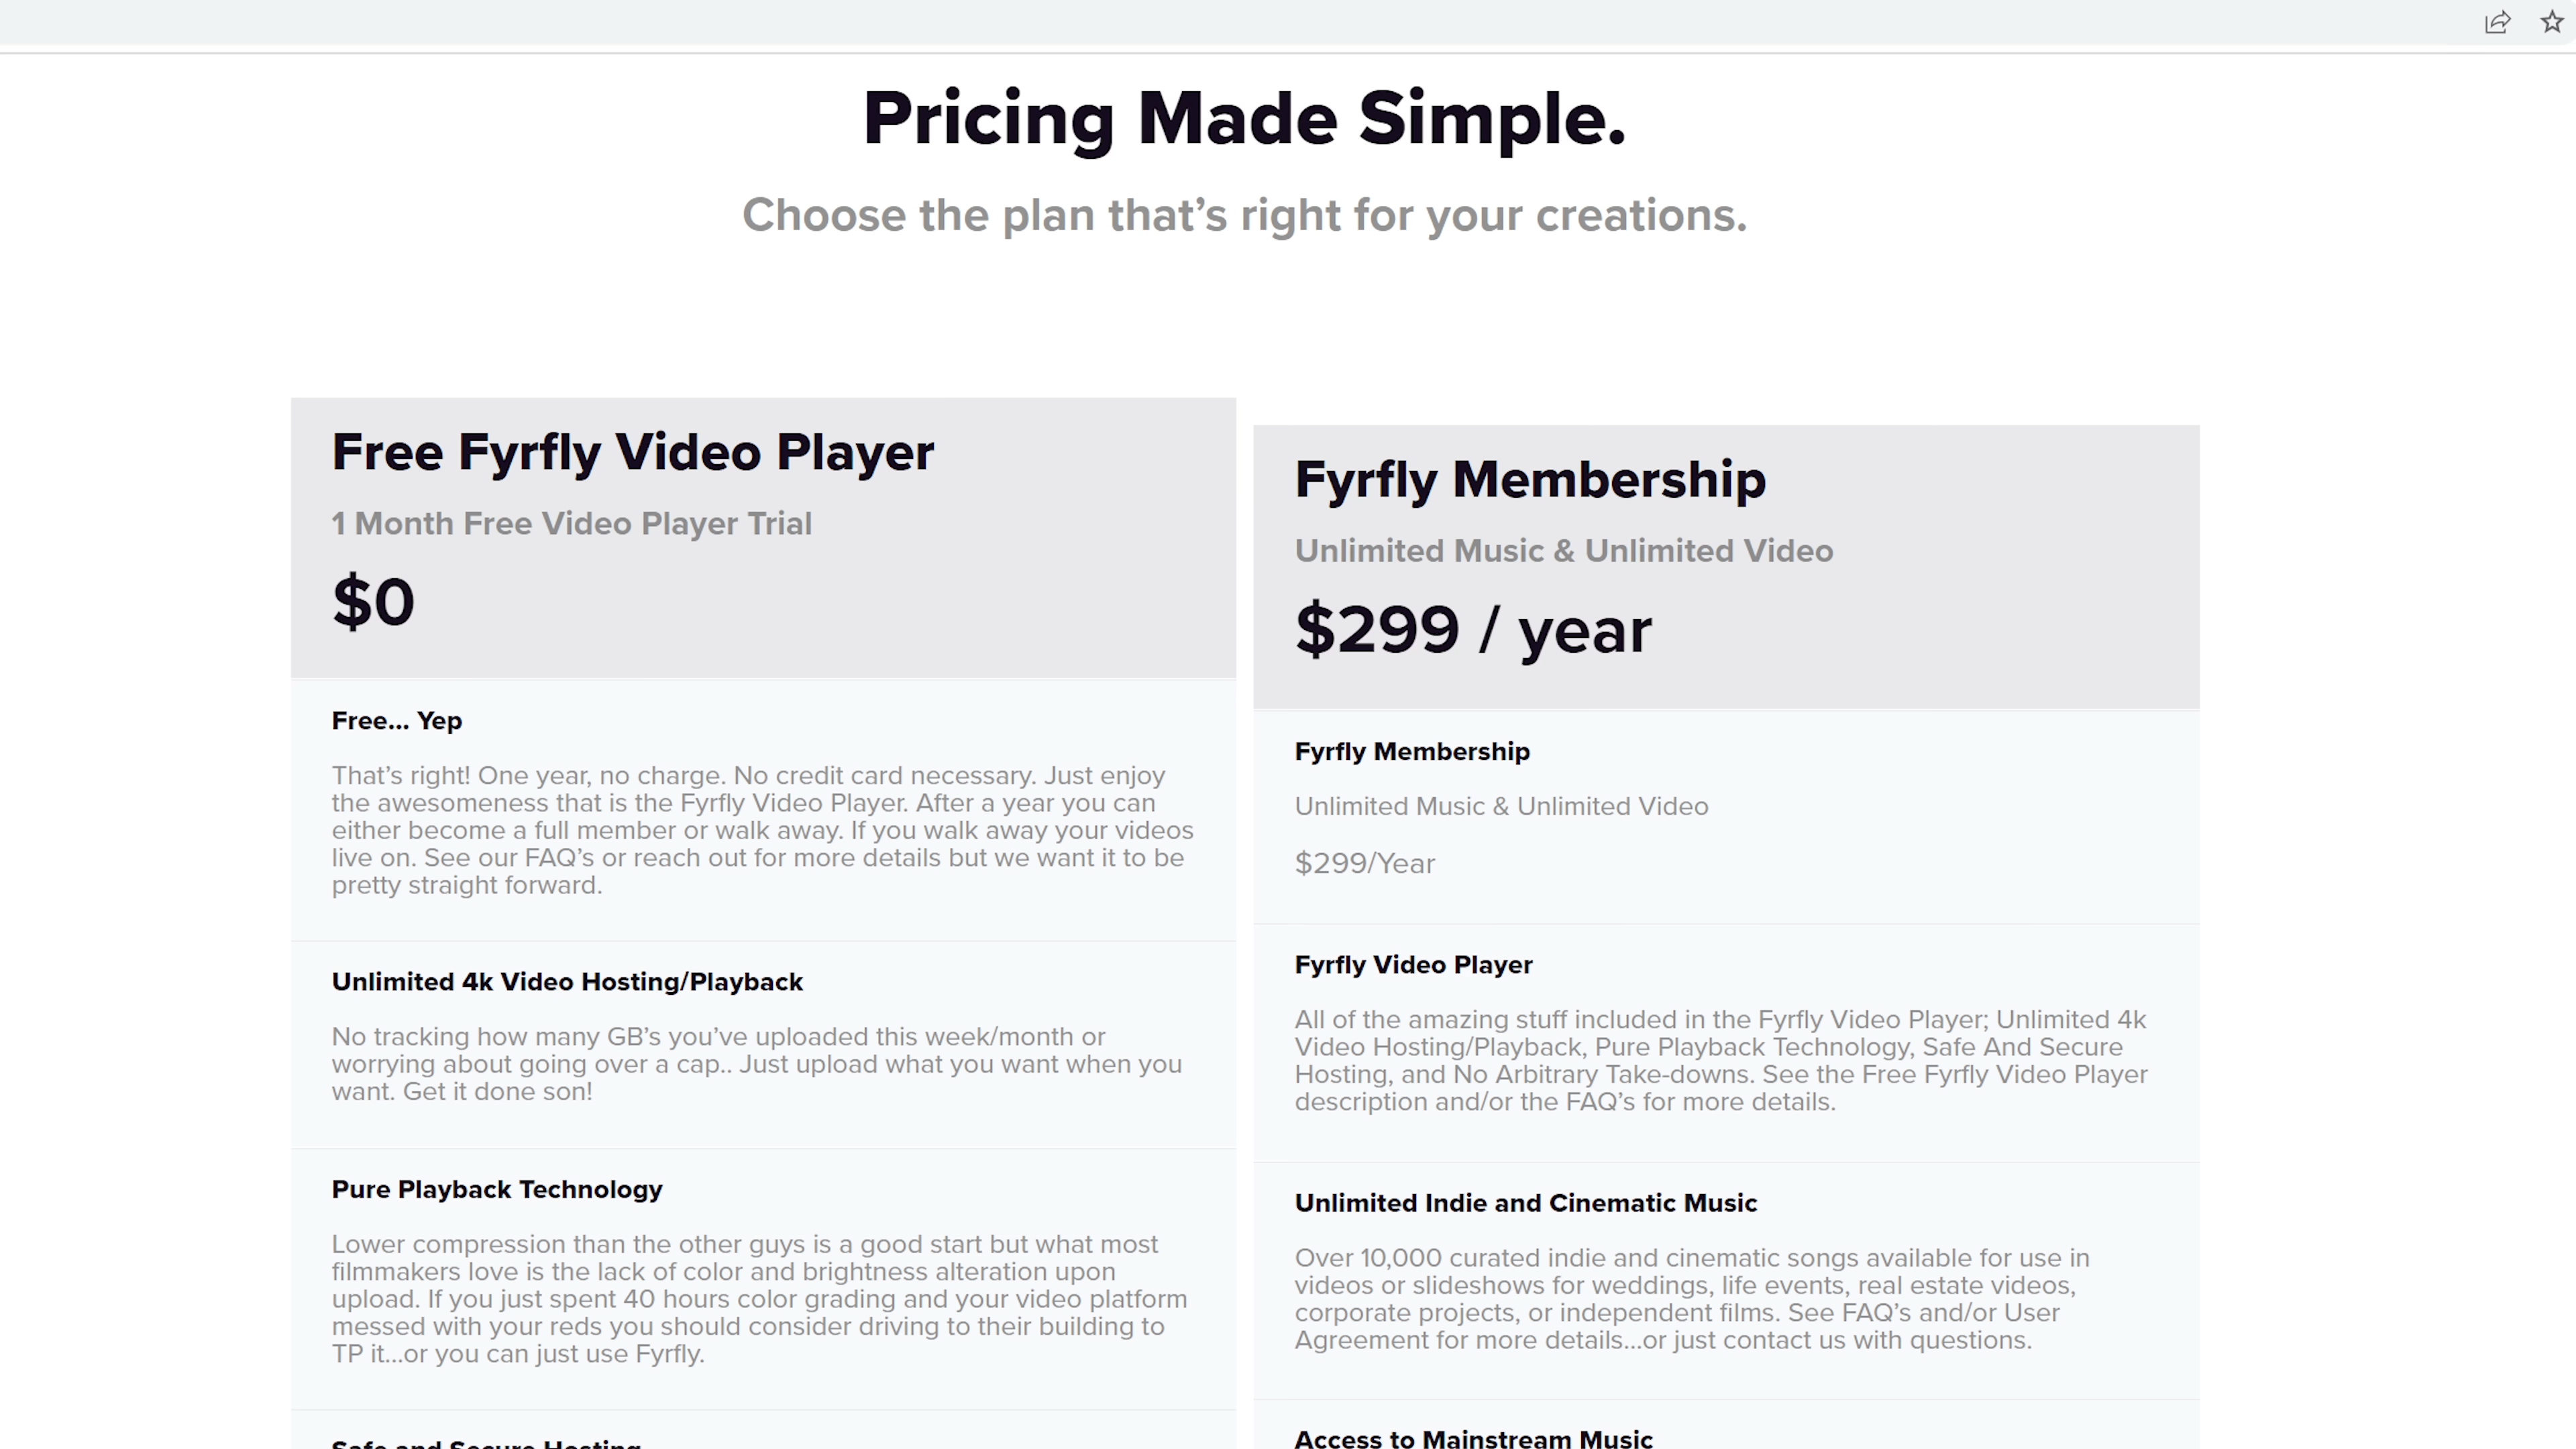 Pricing Made Simple.
Choose the plan that’s right for your creations.
Free Fyrfly Video Player
1 Month Free Video Player Trial
$0
Free... Yep
That’s right! One year, no charge. No credit card necessary. Just enjoy
the awesomeness that is the Fyrfly Video Player. After a year you can
either become a full member or walk away. If you walk away your videos
live on. See our FAQ’s or reach out for more details but we want it to be
pretty straight forward.
Unlimited 4k Video Hosting/Playback
No tracking how many GB’s you’ve uploaded this week/month or
worrying about going over a cap.. Just upload what you want when you
want. Get it done son!
Pure Playback Technology
Lower compression than the other guys is a good start but what most
filmmakers love is the lack of color and brightness alteration upon
upload. If you just spent 40 hours color grading and your video platform
messed with your reds you should consider driving to their building to
TP it...or you can just use Fyrfly.
Safe and Secure Hosting
Fyrfly Membership
Unlimited Music & Unlimited Video
$299 / year
Fyrfly Membership
Unlimited Music & Unlimited Video
$299/Year
Fyrfly Video Player
All of the amazing stuff included in the Fyrfly Video Player; Unlimited 4k
Video Hosting/Playback, Pure Playback Technology, Safe And Secure
Hosting, and No Arbitrary Take-downs. See the Free Fyrfly Video Player
description and/or the FAQ’s for more details.
Unlimited Indie and Cinematic Music
Over 10,000 curated indie and cinematic songs available for use in
videos or slideshows for weddings, life events, real estate videos,
corporate projects, or independent films. See FAQ’s and/or User
Agreement for more details...or just contact us with questions.
Access to Mainstream Music